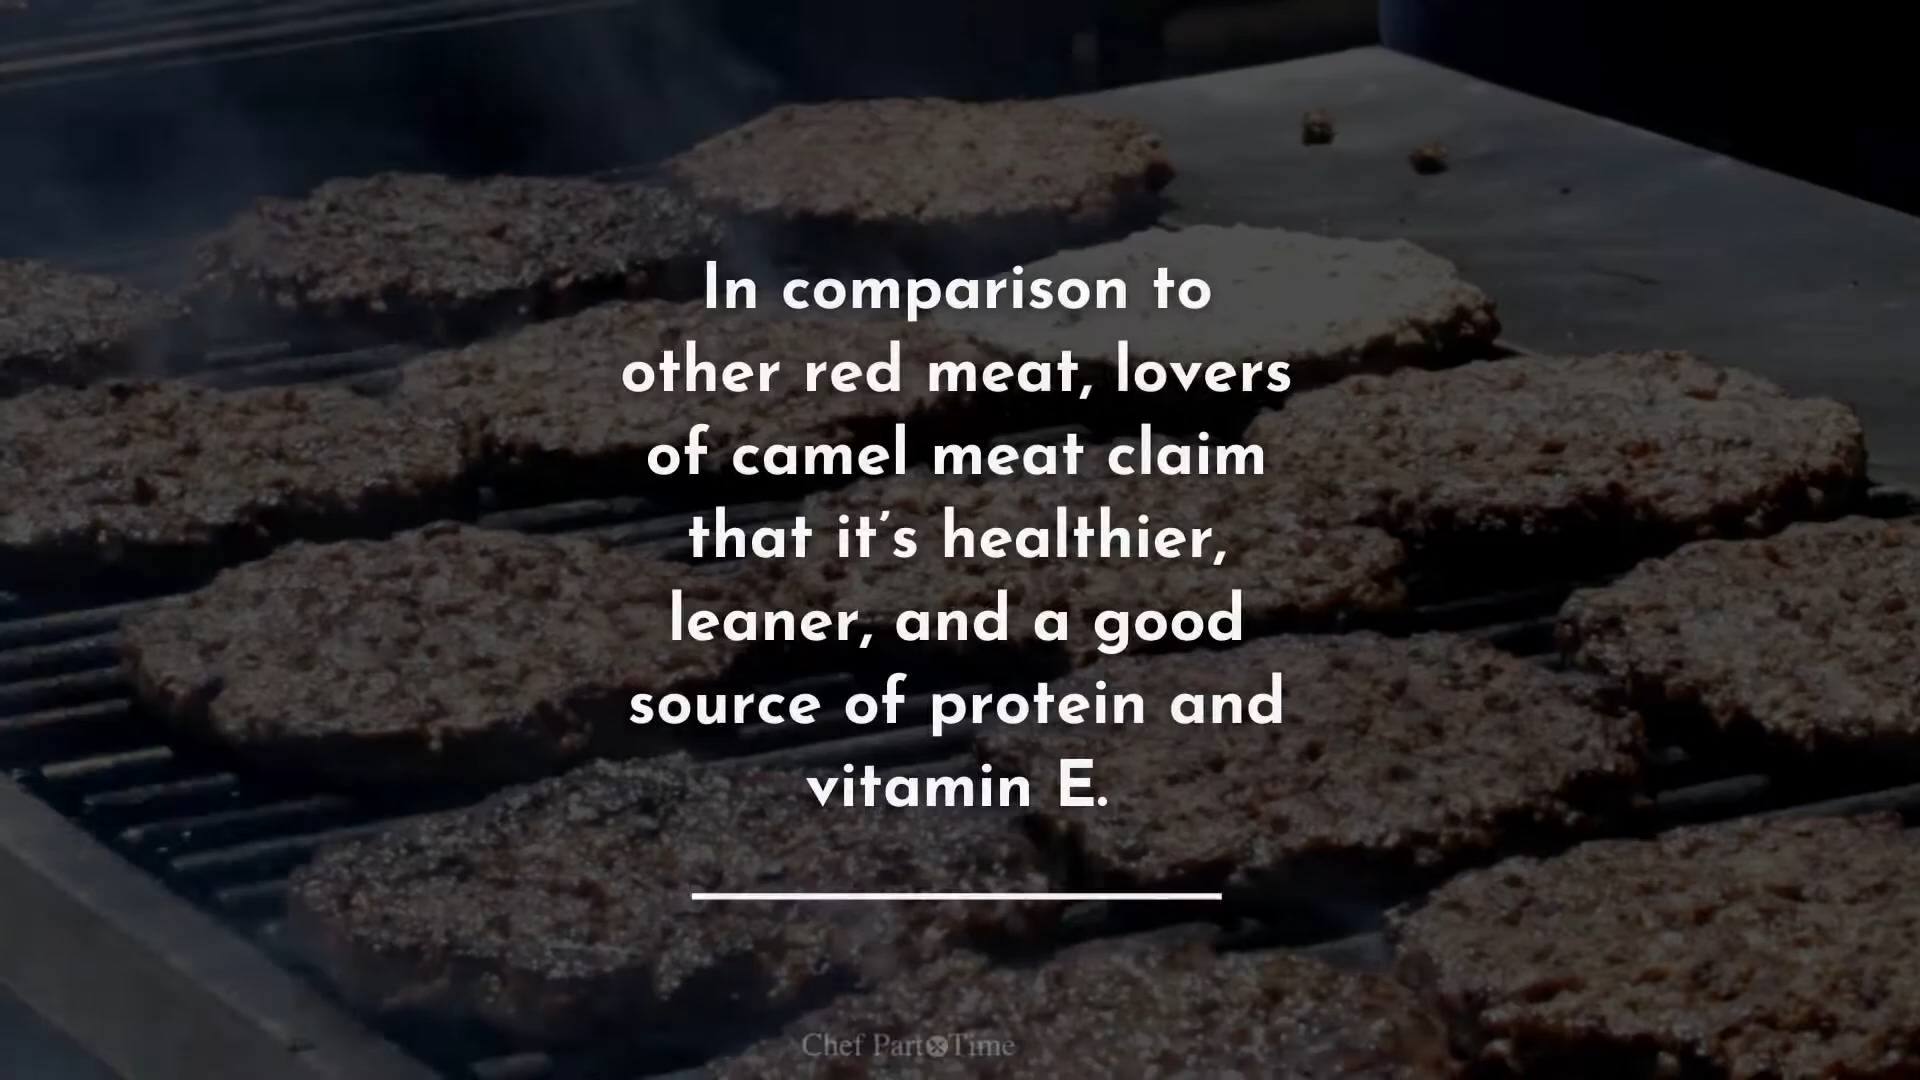 In comparison to
other red meat, lovers
of camel meat claim
that it’s healthier,
leaner, and a good
source of protein and
vitamin E.
Chef Part Time